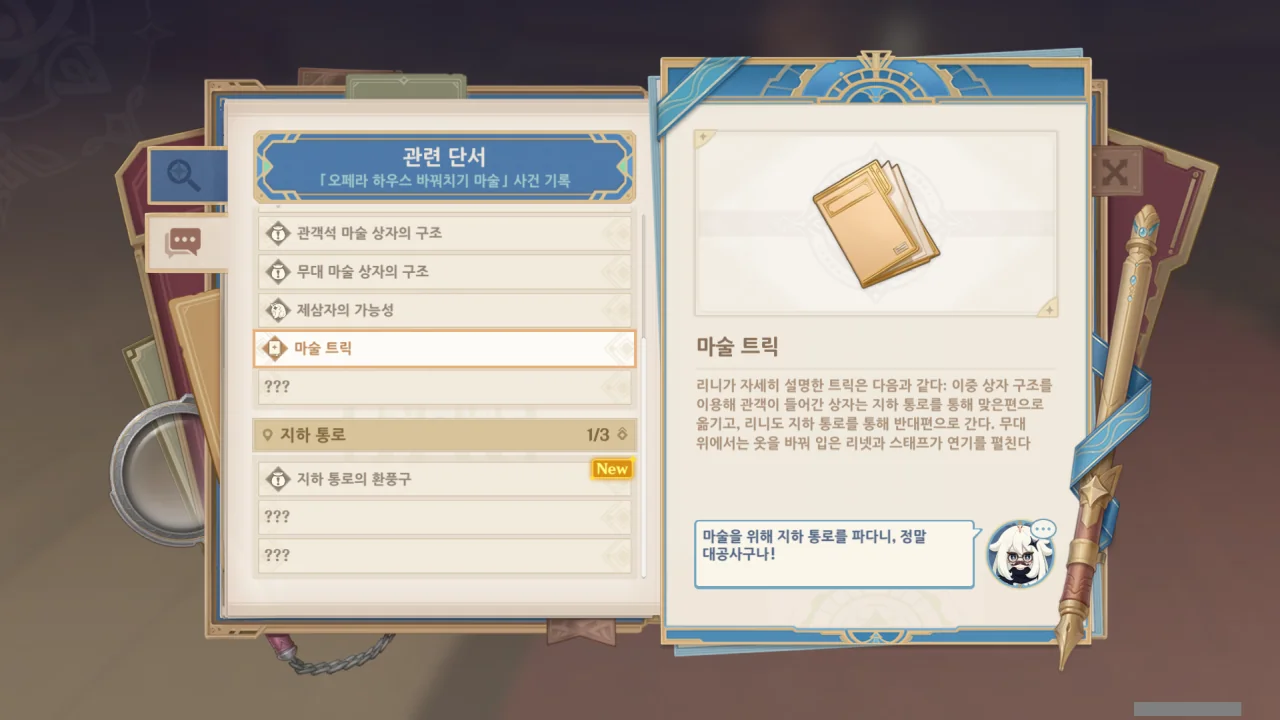 관련 단서
「오페라 하우스 바꿔치기 마술」 사건 기록
관객석 마술 상자의 구조
무대 마술 상자의 구조
제삼자의 가능성
마술 트릭
???
지하 통로
1/3
지하 통로의 환풍구
New
???
???
마술 트릭
리니가 자세히 설명한 트릭은 다음과 같다: 이중 상자 구조를
이용해 관객이 들어간 상자는 지하 통로를 통해 맞은편으로
옮기고, 리니도 지하 통로를 통해 반대편으로 간다. 무대
위에서는 옷을 바꿔 입은 리넷과 스태프가 연기를 펼친다
마술을 위해 지하 통로를 파다니, 정말
대공사구나!